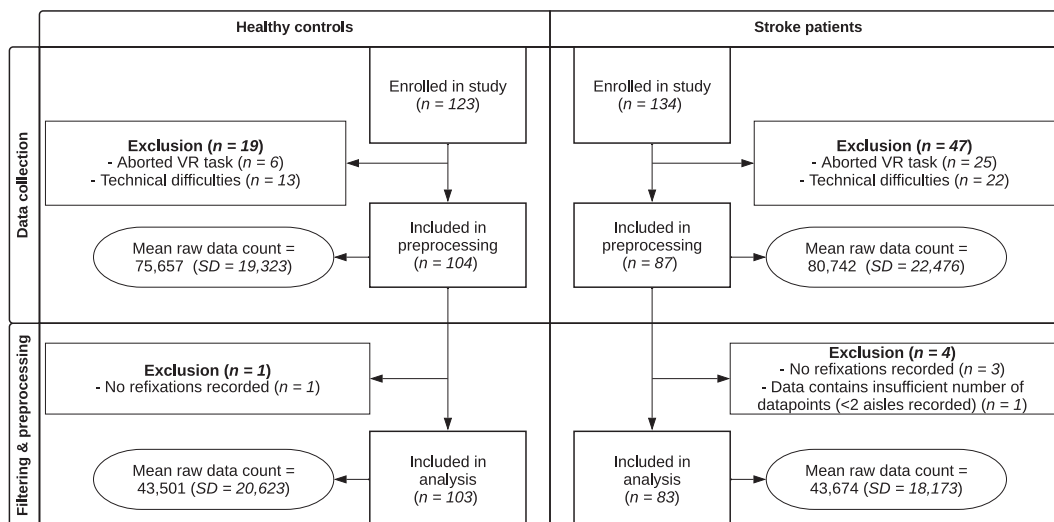 Healthy controls
Stroke patients
Data collection
Enrolled in study
(n = 123)
Enrolled in study
(n = 134)
Exclusion (n = 19)
- Aborted VR task (n = 6)
- Technical difficulties (n = 13)
Exclusion (n = 47)
- Aborted VR task (n = 25)
- Technical difficulties (n = 22)
Mean raw data count =
75,657 (SD = 19,323)
Included in
preprocessing
(n = 104)
Included in
preprocessing
(n = 87)
Mean raw data count =
80,742 (SD = 22,476)
Filtering & preprocessing
Exclusion (n = 1)
- No refixations recorded (n = 1)
Exclusion (n = 4)
- No refixations recorded (n = 3)
- Data contains insufficient number of
datapoints (<2 aisles recorded) (n = 1)
Mean raw data count =
43,501 (SD = 20,623)
Included in
analysis
(n = 103)
Included in
analysis
(n = 83)
Mean raw data count =
43,674 (SD = 18,173)